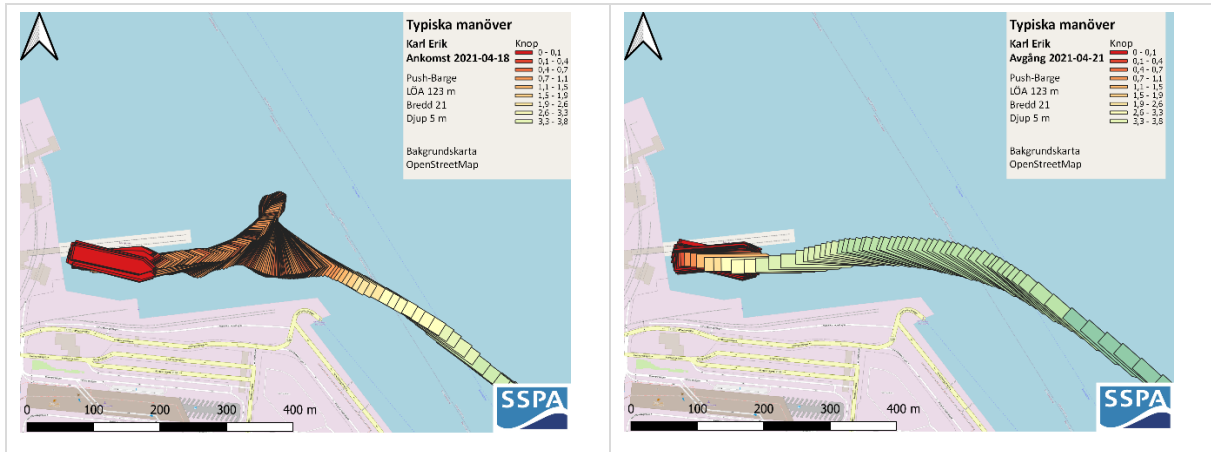 Typiska manöver
Karl Erik
Ankomst 2021-04-18
Push-Barge
LÖA 123 m
Bredd 21
Djup 5 m
Bakgrundskarta
OpenStreetMap
Knop
0 - 0,1
0,1 - 0,4
0,4 - 0,7
0,7 - 1,1
1,1 - 1,5
1,5 - 1,9
1,9 - 2,6
2,6 - 3,3
3,3 - 3,8
0 100 200 300 400 m
SSPA
Typiska manöver
Karl Erik
Avgång 2021-04-21
Push-Barge
LÖA 123 m
Bredd 21
Djup 5 m
Bakgrundskarta
OpenStreetMap
Knop
0 - 0,1
0,1 - 0,4
0,4 - 0,7
0,7 - 1,1
1,1 - 1,5
1,5 - 1,9
1,9 - 2,6
2,6 - 3,3
3,3 - 3,8
0 100 200 300 400 m
SSPA